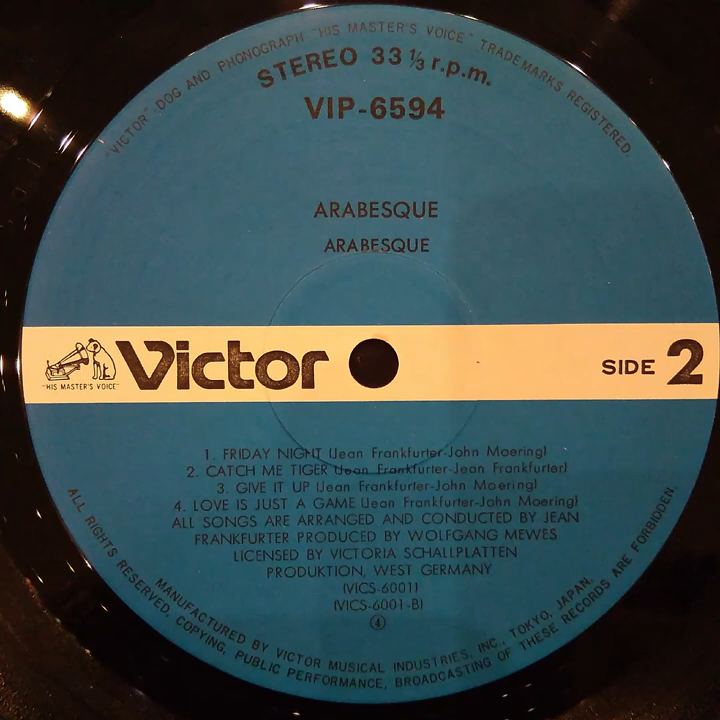 "VICTOR" DOG AND PHONOGRAPH "HIS MASTER'S VOICE" TRADEMARKS REGISTERED.
STEREO 33 ⅓ r.p.m.
VIP-6594
ARABESQUE
ARABESQUE
Victor
"HIS MASTER'S VOICE"
SIDE 2
1. FRIDAY NIGHT (Jean Frankfurter-John Moering)
2. CATCH ME TIGER (Jean Frankfurter-Jean Frankfurter)
3. GIVE IT UP (Jean Frankfurter-John Moering)
4. LOVE IS JUST A GAME (Jean Frankfurter-John Moering)
ALL SONGS ARE ARRANGED AND CONDUCTED BY JEAN
FRANKFURTER PRODUCED BY WOLFGANG MEWES
LICENSED BY VICTORIA SCHALLPLATTEN
PRODUKTION, WEST GERMANY
(VICS-6001)
(VICS-6001-B)
④
MANUFACTURED BY VICTOR MUSICAL INDUSTRIES, INC., TOKYO, JAPAN.
ALL RIGHTS RESERVED, COPYING, PUBLIC PERFORMANCE, BROADCASTING OF THESE RECORDS ARE FORBIDDEN.